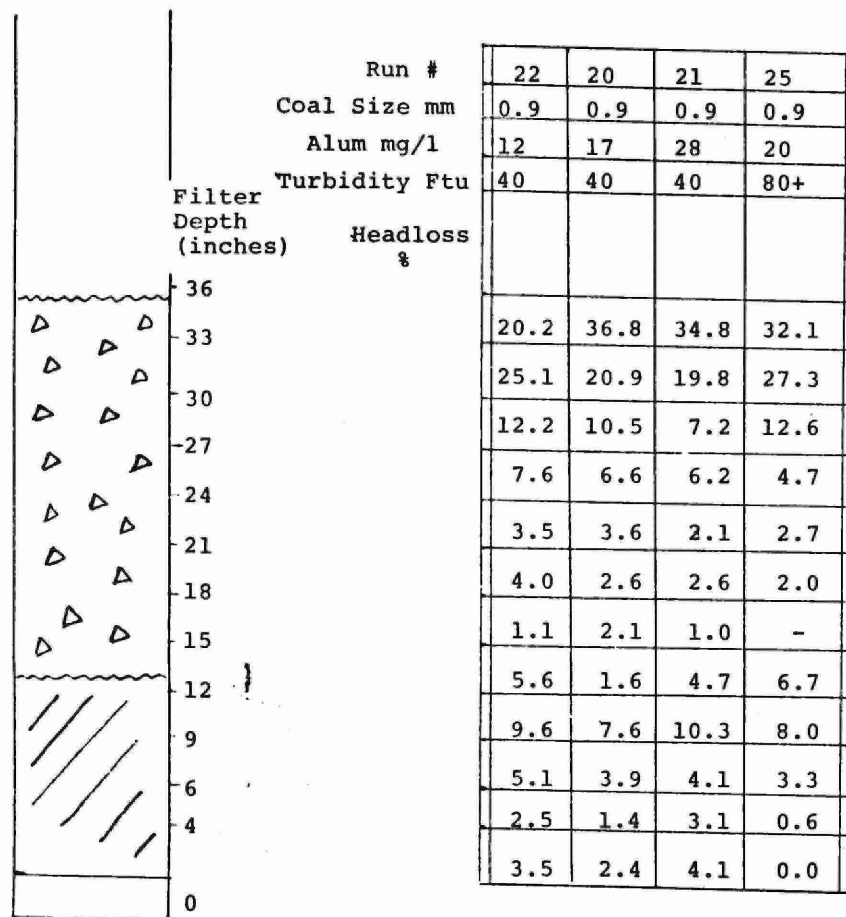 Run # 22 20 21 25
Coal Size mm 0.9 0.9 0.9 0.9
Alum mg/l 12 17 28 20
Turbidity Ftu 40 40 40 80+
Filter
Depth
(inches)
Headloss
%
36
33 20.2 36.8 34.8 32.1
25.1 20.9 19.8 27.3
30
12.2 10.5 7.2 12.6
27
7.6 6.6 6.2 4.7
24
3.5 3.6 2.1 2.7
21
18 4.0 2.6 2.6 2.0
15 1.1 2.1 1.0 -
12 5.6 1.6 4.7 6.7
9 9.6 7.6 10.3 8.0
6 5.1 3.9 4.1 3.3
4 2.5 1.4 3.1 0.6
3.5 2.4 4.1 0.0
0